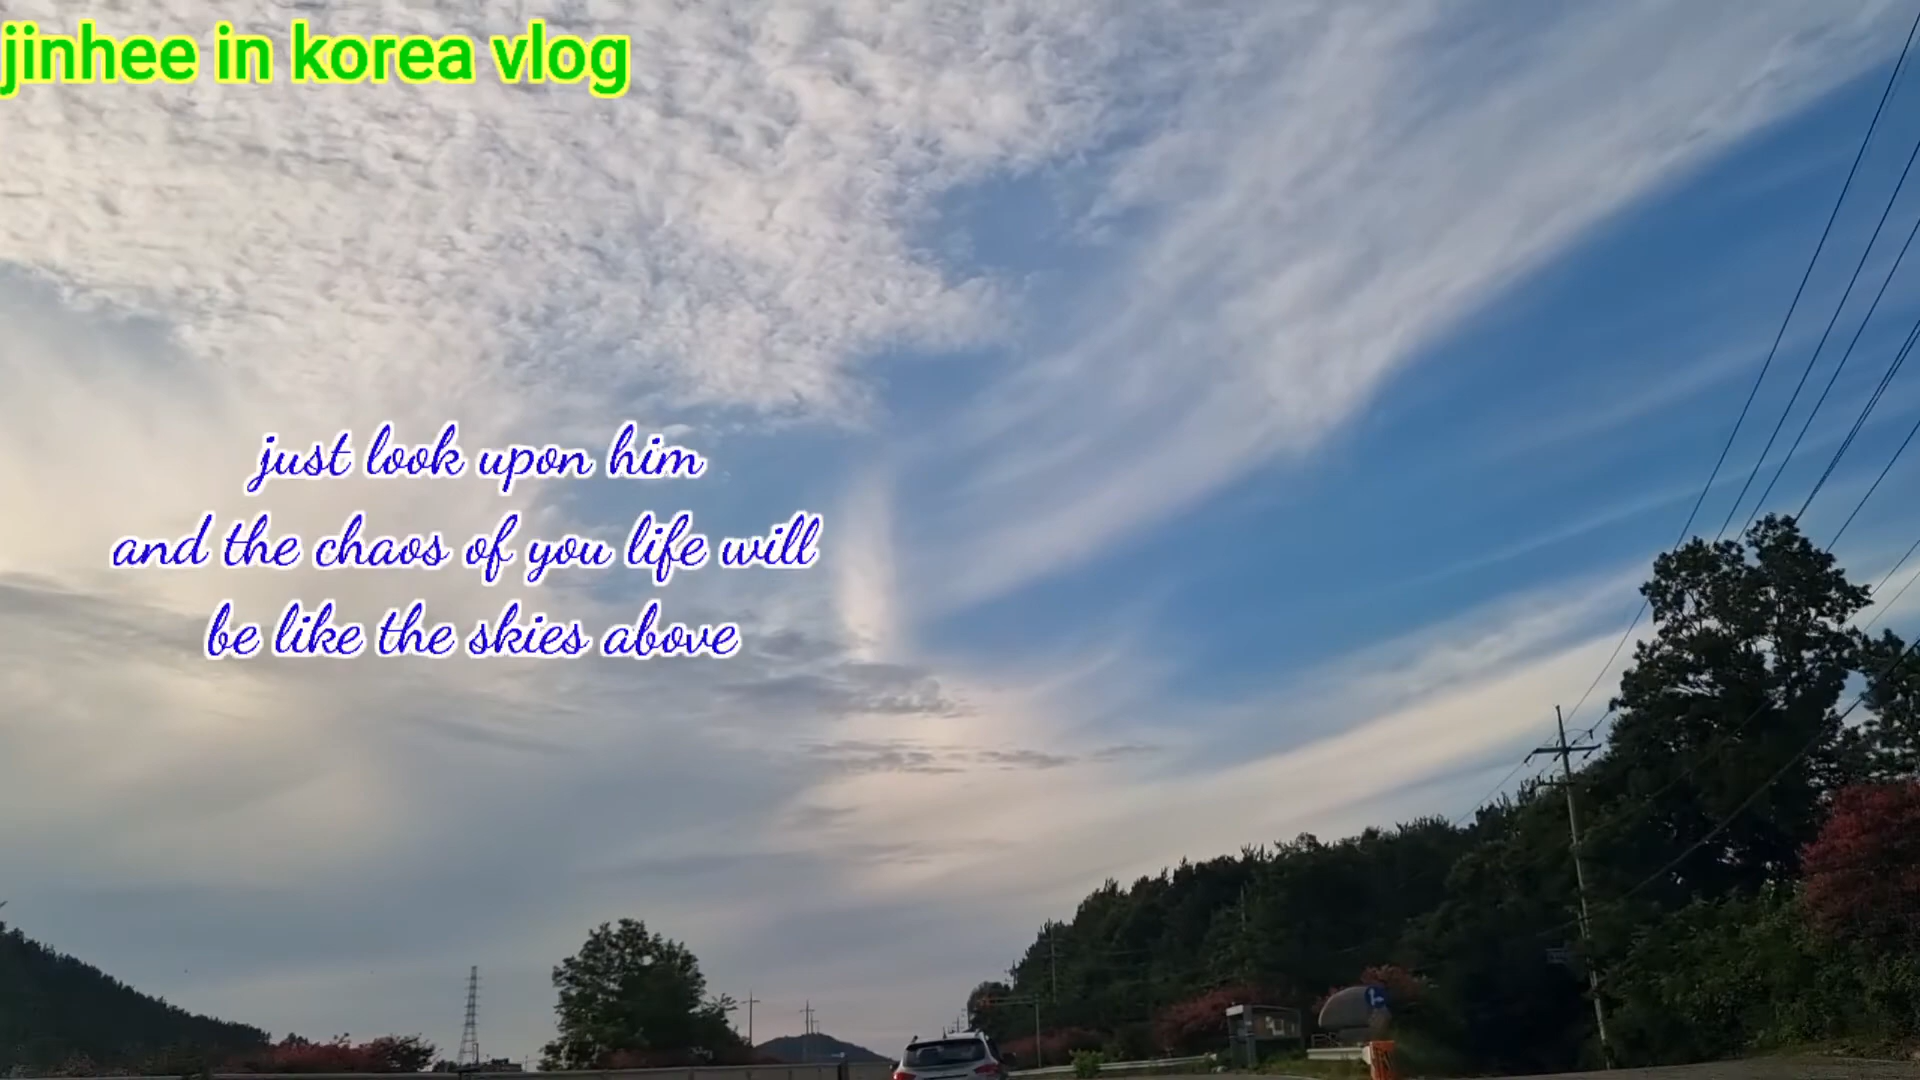 jinhee in korea vlog
just look upon him
and the chaos of you life will
be like the skies above